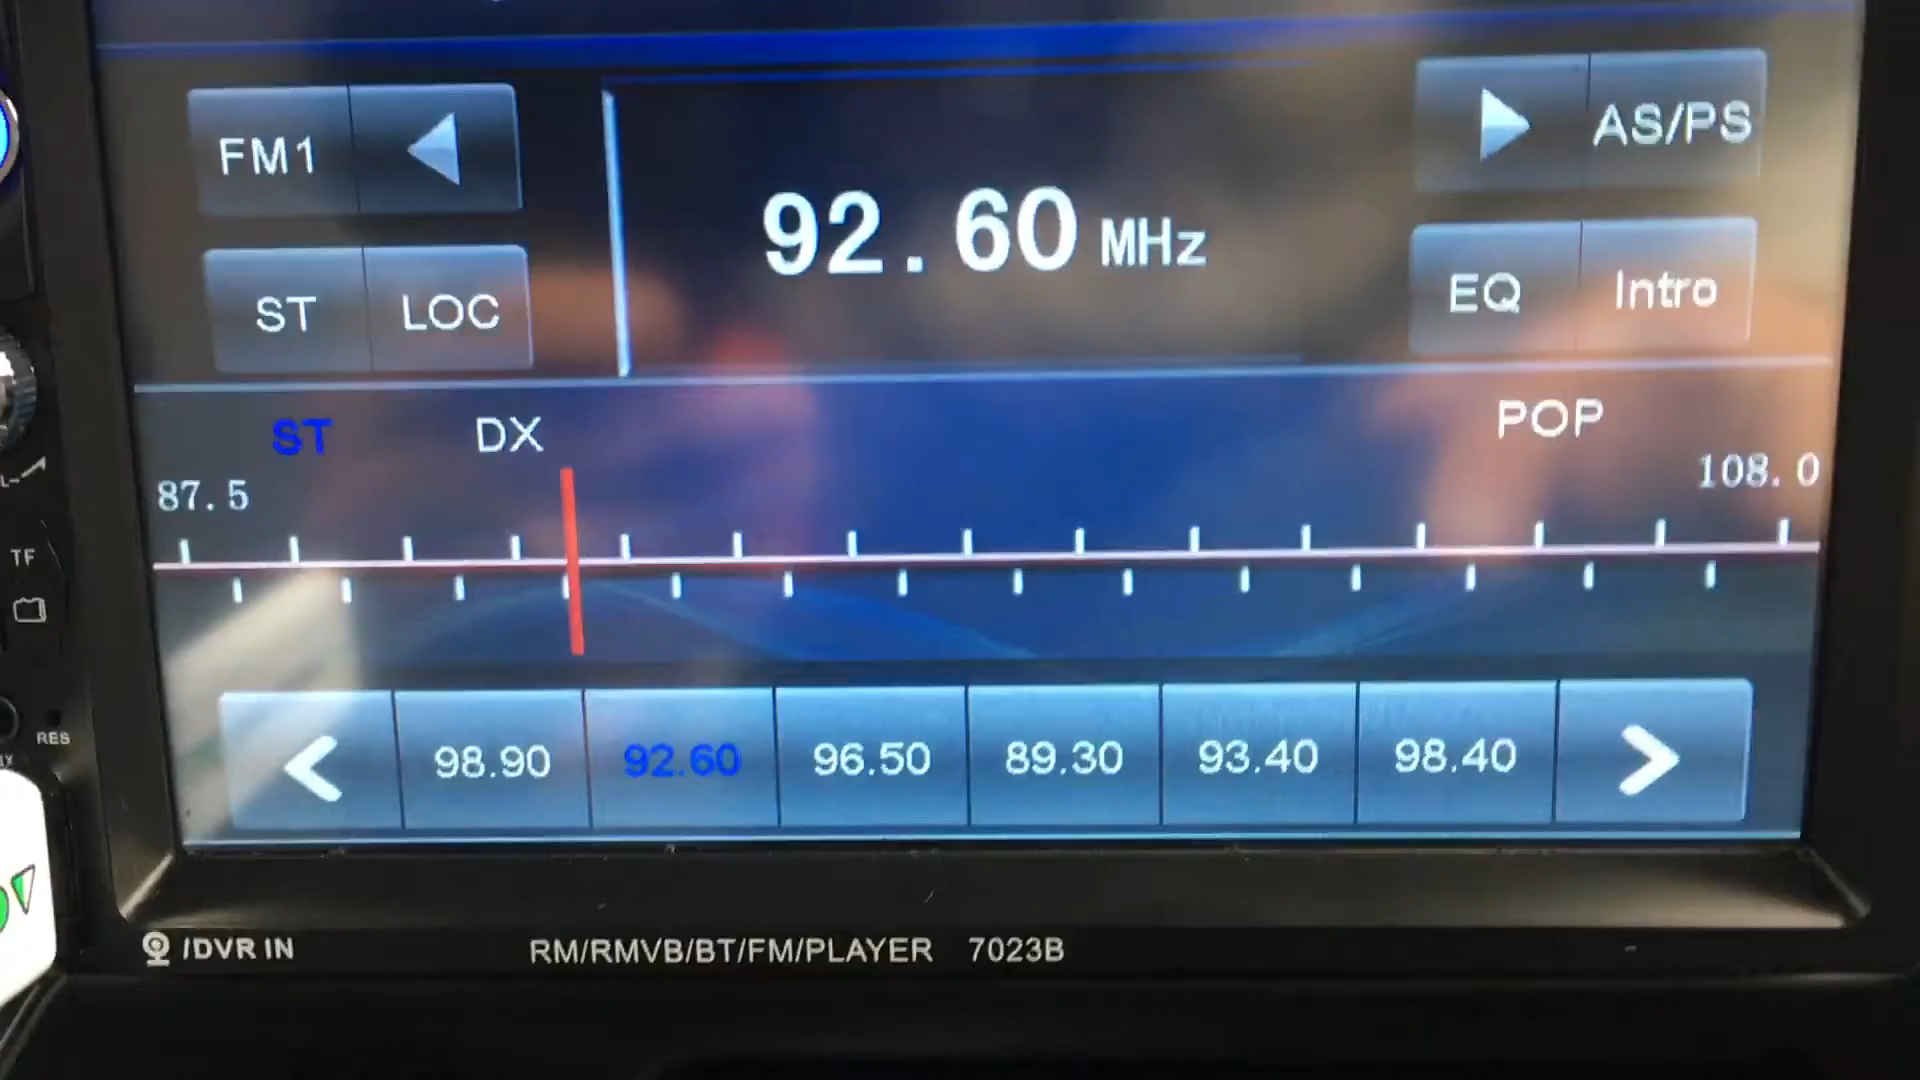 FM1
AS/PS
92.60 MHz
ST LOC
EQ Intro
ST DX POP
87.5 108.0
98.90 92.60 96.50 89.30 93.40 98.40
TF
RES
/DVR IN RM/RMVB/BT/FM/PLAYER 7023B